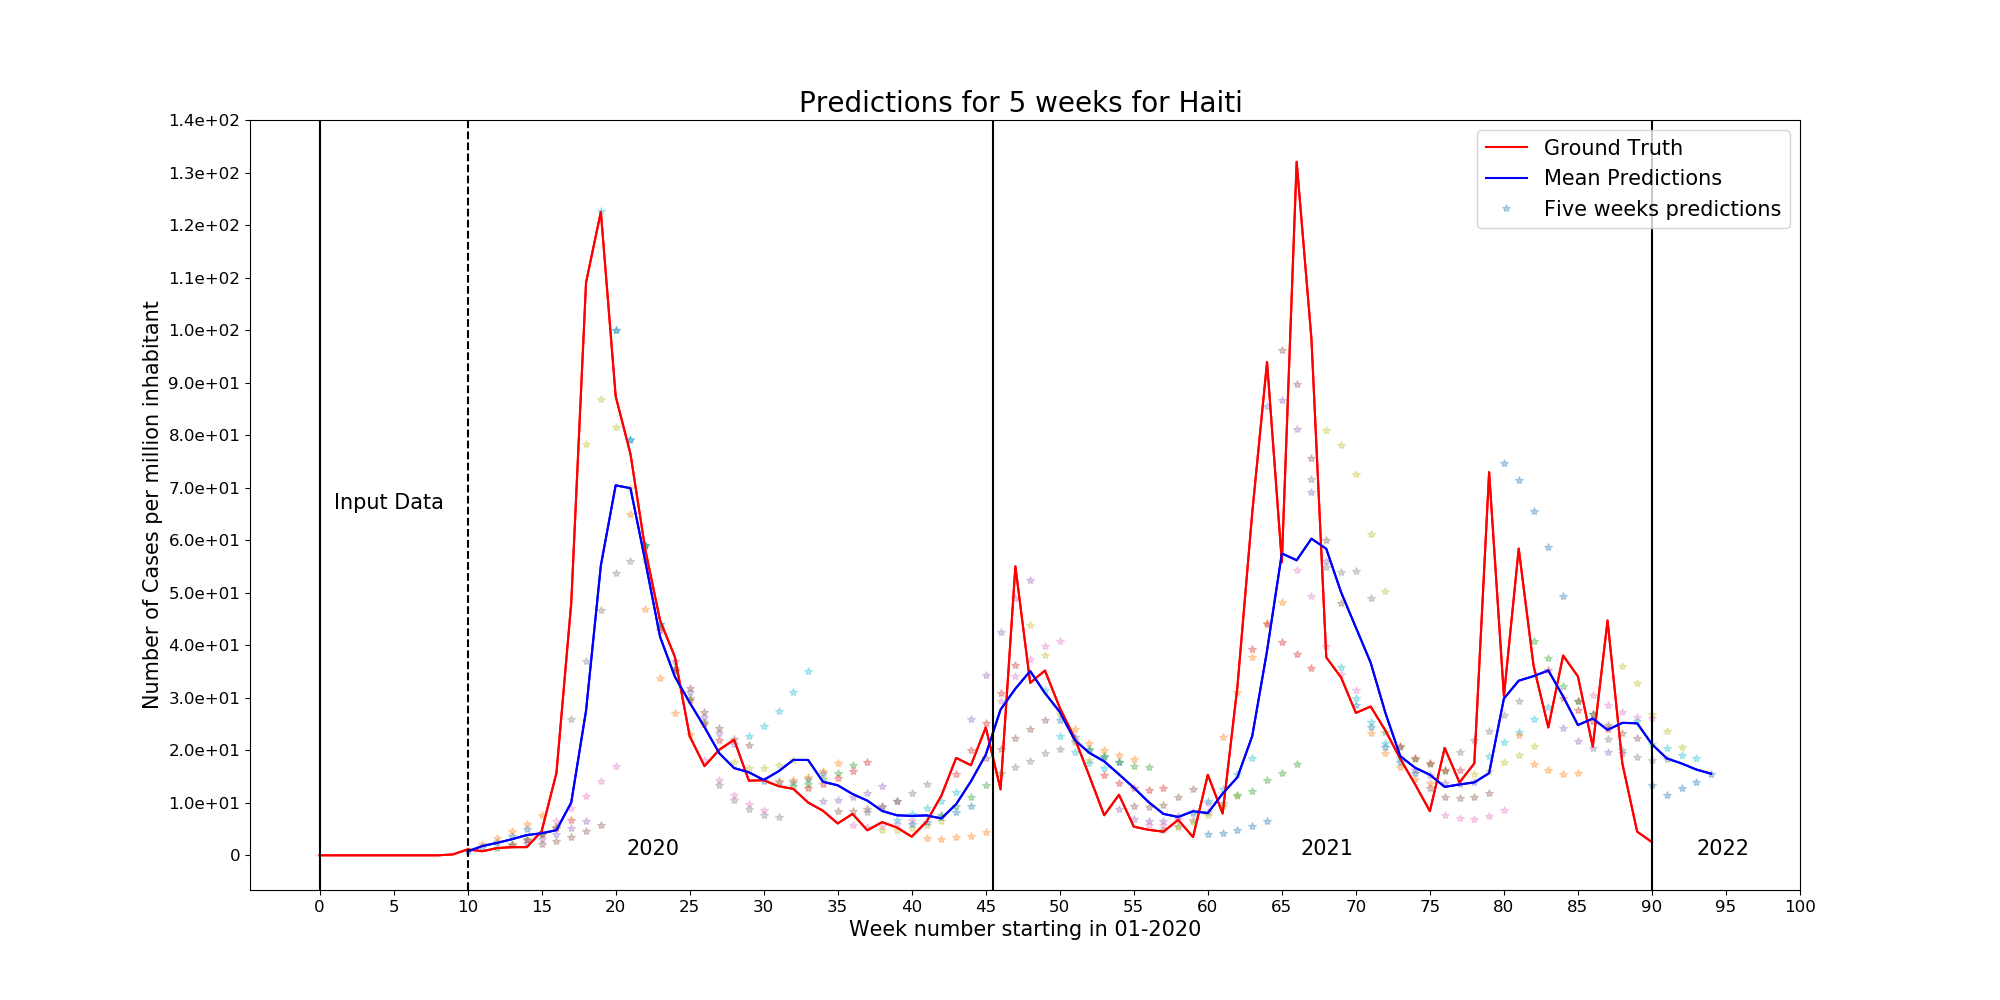 Predictions for 5 weeks for Haiti
1.4e+02
1.3e+02
1.2e+02
1.1e+02
1.0e+02
9.0e+01
8.0e+01
7.0e+01
6.0e+01
5.0e+01
4.0e+01
3.0e+01
2.0e+01
1.0e+01
0
Number of Cases per million inhabitant
Ground Truth
Mean Predictions
Five weeks predictions
Input Data
2020
2021
2022
0 5 10 15 20 25 30 35 40 45 50 55 60 65 70 75 80 85 90 95 100
Week number starting in 01-2020